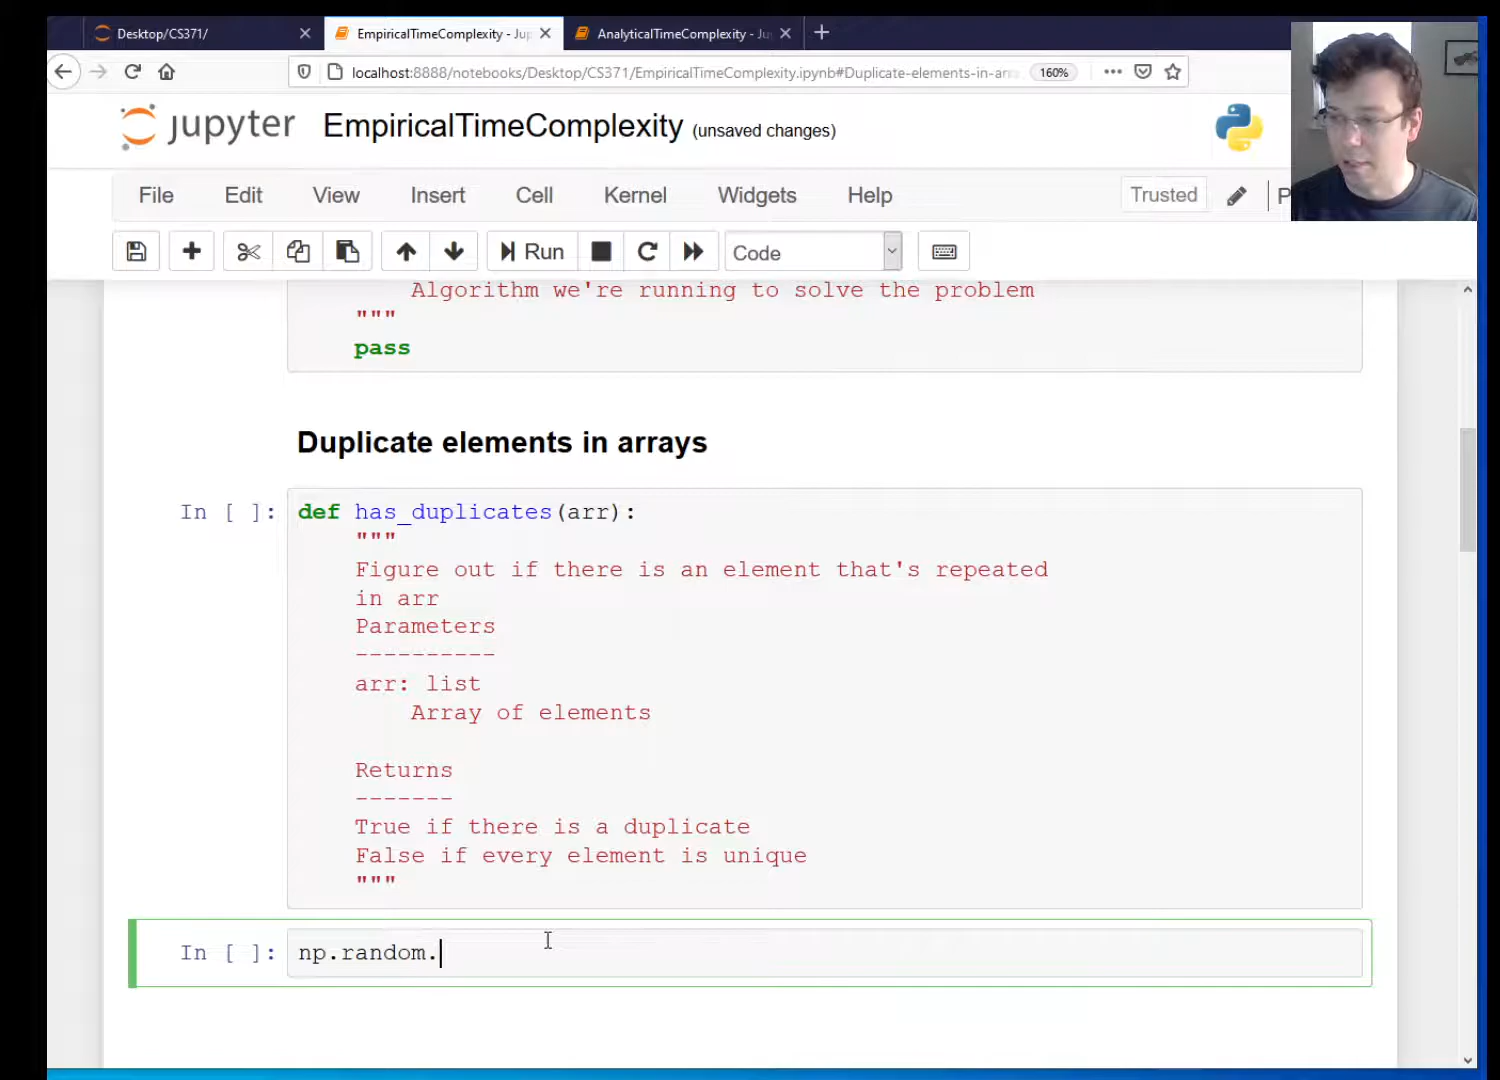 Desktop/CS371/
EmpiricalTimeComplexity - Jup
AnalyticalTimeComplexity - Ju
localhost:8888/notebooks/Desktop/CS371/EmpiricalTimeComplexity.ipynb#Duplicate-elements-in-arra
160%
jupyter EmpiricalTimeComplexity (unsaved changes)
File Edit View Insert Cell Kernel Widgets Help Trusted P
Run Code
Algorithm we're running to solve the problem
"""
pass
Duplicate elements in arrays
In [ ]: def has_duplicates(arr):
"""
Figure out if there is an element that's repeated
in arr
Parameters
----------
arr: list
Array of elements
Returns
-------
True if there is a duplicate
False if every element is unique
"""
In [ ]: np.random.